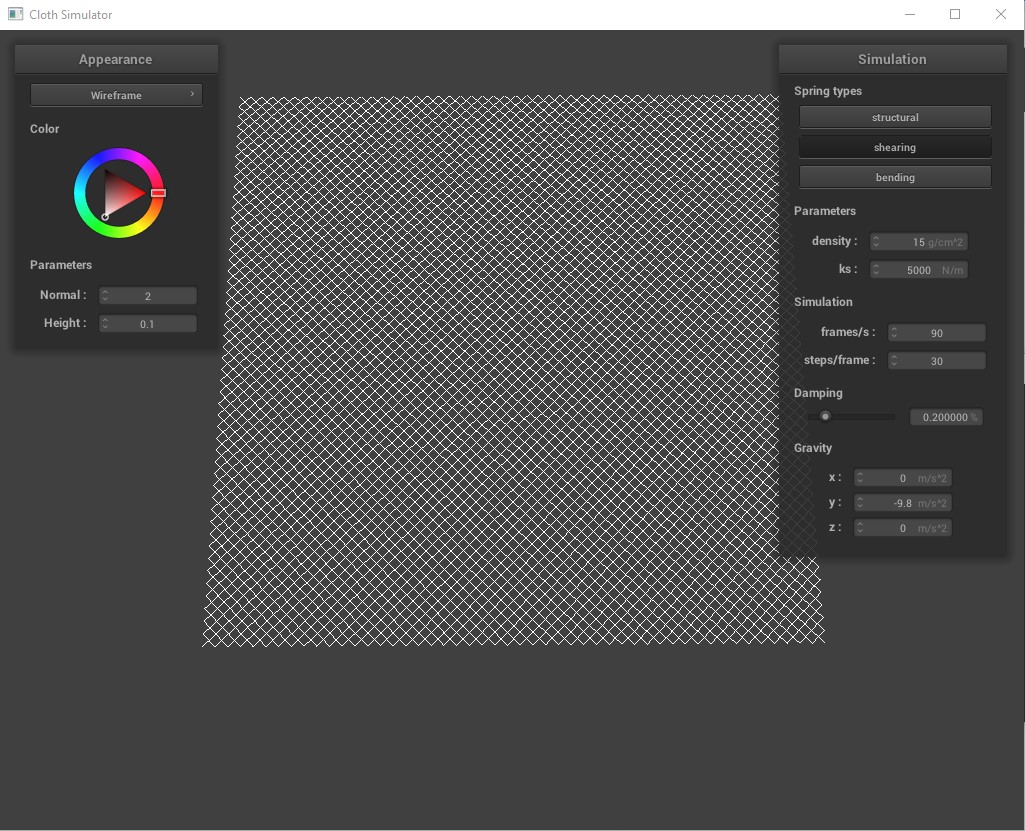 Cloth Simulator
Appearance
Wireframe
Color
Parameters
Normal : 2
Height : 0.1
Simulation
Spring types
structural
shearing
bending
Parameters
density : 15 g/cm^2
ks : 5000 N/m
Simulation
frames/s : 90
steps/frame : 30
Damping
0.200000 %
Gravity
x : 0 m/s^2
y : -9.8 m/s^2
z : 0 m/s^2